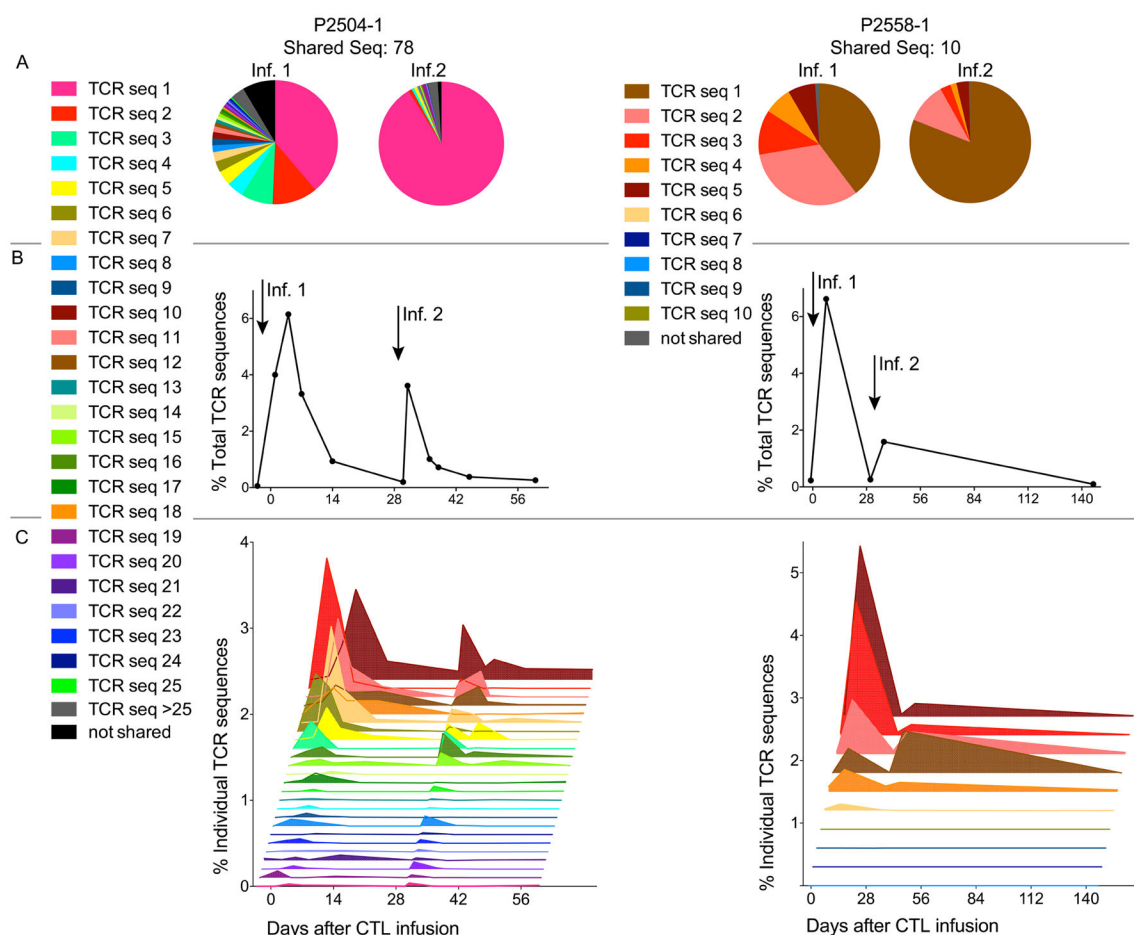 P2504-1
Shared Seq: 78
Inf. 1
Inf.2
P2558-1
Shared Seq: 10
Inf. 1
Inf.2
A
TCR seq 1
TCR seq 2
TCR seq 3
TCR seq 4
TCR seq 5
TCR seq 6
TCR seq 7
TCR seq 8
TCR seq 9
TCR seq 10
TCR seq 11
TCR seq 12
TCR seq 13
TCR seq 14
TCR seq 15
TCR seq 16
TCR seq 17
TCR seq 18
TCR seq 19
TCR seq 20
TCR seq 21
TCR seq 22
TCR seq 23
TCR seq 24
TCR seq 25
TCR seq >25
not shared
TCR seq 1
TCR seq 2
TCR seq 3
TCR seq 4
TCR seq 5
TCR seq 6
TCR seq 7
TCR seq 8
TCR seq 9
TCR seq 10
not shared
B
% Total TCR sequences
6
4
2
0
Inf. 1
Inf. 2
0 14 28 42 56
% Total TCR sequences
6
4
2
0
Inf. 1
Inf. 2
0 28 56 84 112 140
C
% Individual TCR sequences
4
3
2
1
0
0 14 28 42 56
Days after CTL infusion
% Individual TCR sequences
5
4
3
2
1
0 28 56 84 112 140
Days after CTL infusion